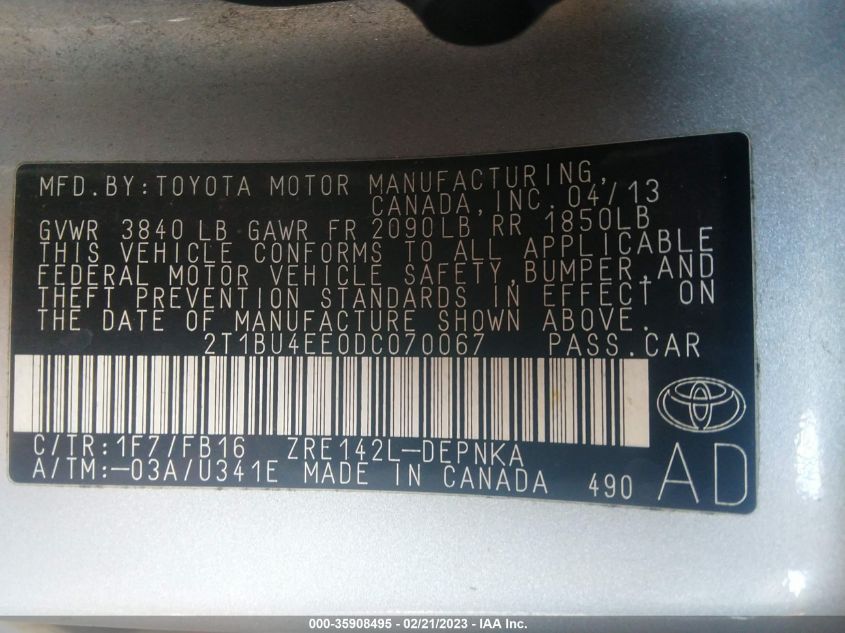 MFD.BY:TOYOTA MOTOR MANUFACTURING,
CANADA,INC. 04/13
GVWR 3840 LB GAWR FR 2090LB RR 1850LB
THIS VEHICLE CONFORMS TO ALL APPLICABLE
FEDERAL MOTOR VEHICLE SAFETY,BUMPER,AND
THEFT PREVENTION STANDARDS IN EFFECT ON
THE DATE OF MANUFACTURE SHOWN ABOVE.
2T1BU4EE0DC070067 PASS.CAR
C/TR:1F7/FB16 ZRE142L-DEPNKA
A/TM:-03A/U341E MADE IN CANADA 490
AD
000-35908495 - 02/21/2023 - © IAA Inc.